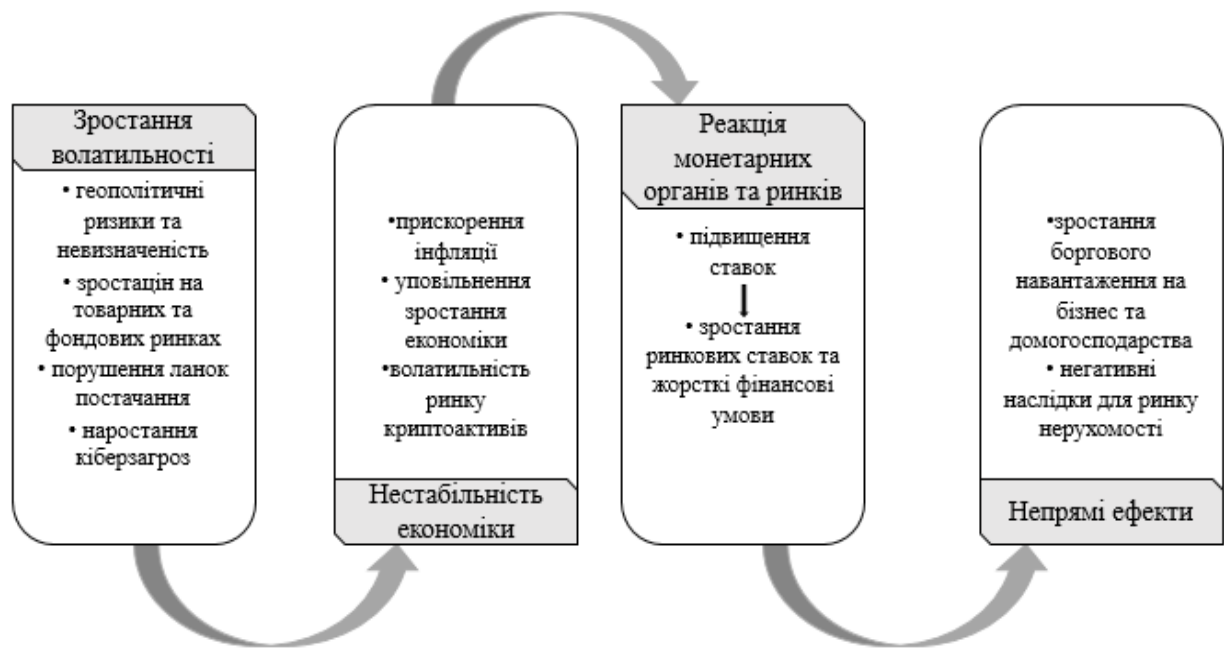 Зростання
волатильності
• геополітичні
ризики та
невизначеність
• зростацін на
товарних та
фондових ринках
• порушення ланок
постачання
• наростання
кіберзагроз
•прискорення
інфляції
• уповільнення
зростання
економіки
•волатильність
ринку
криптоактивів
Нестабільність
економіки
Реакція
монетарних
органів та ринків
• підвищення
ставок
• зростання
ринкових ставок та
жорсткі фінансові
умови
•зростання
боргового
навантаження на
бізнес та
домогосподарства
• негативні
наслідки для ринку
нерухомості
Непрямі ефекти